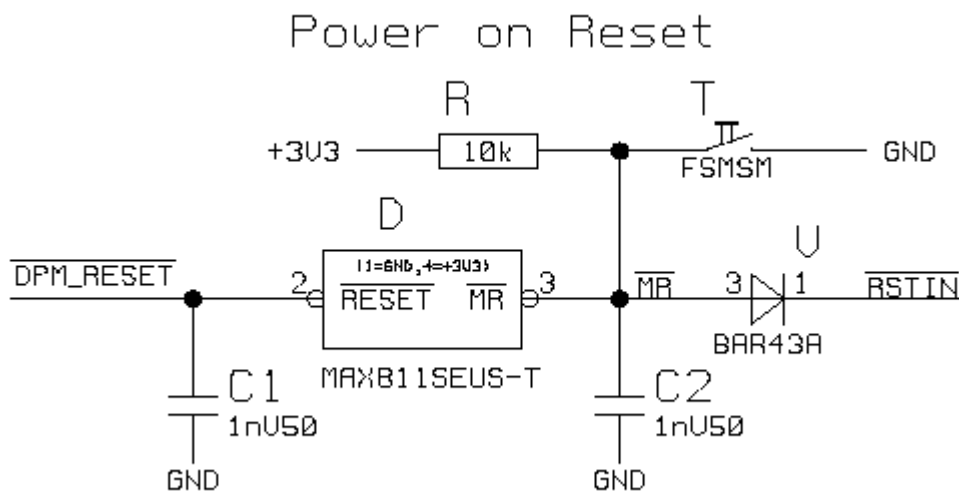 Power on Reset
R
T
+3V3
10k
FSMSM
GND
D
V
DPM_RESET
2
(1=GND,4=+3V3)
RESET
MR
3
MR
3
1
RSTIN
BAR43A
MAX811SEUS-T
C1
1nU50
C2
1nU50
GND
GND